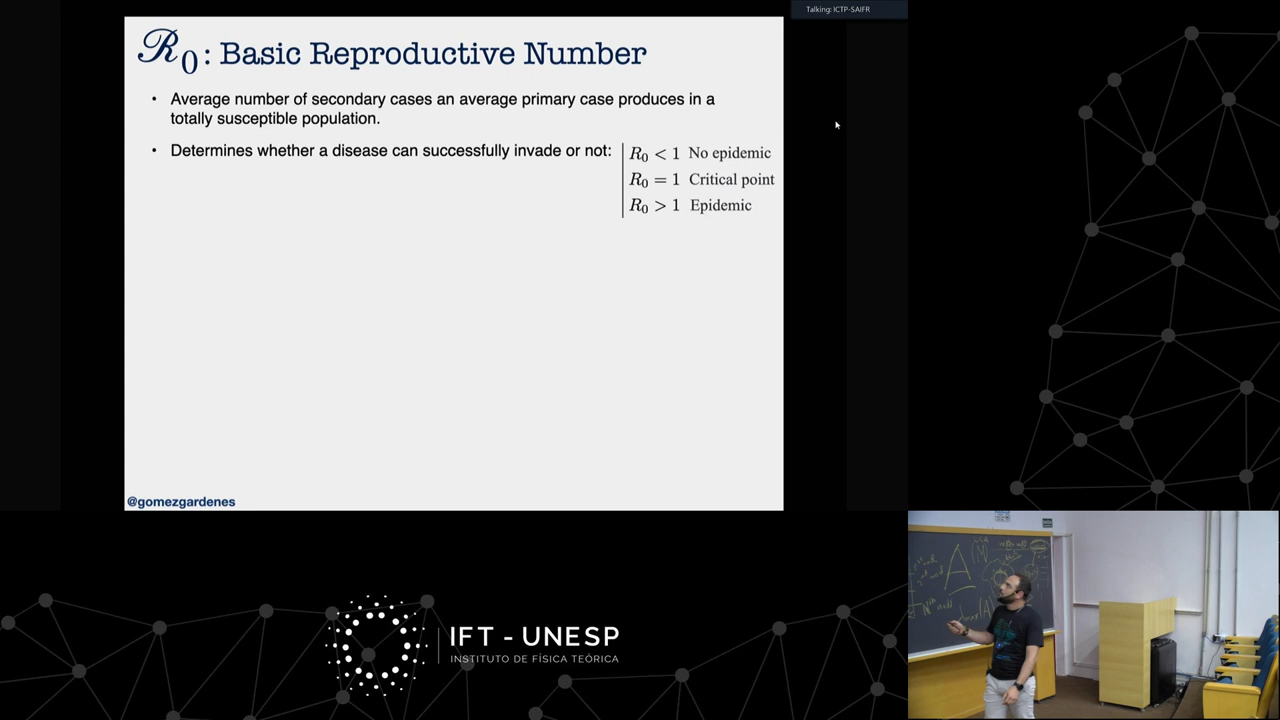 Talking: ICTP-SAIFR
ℛ₀: Basic Reproductive Number
• Average number of secondary cases an average primary case produces in a
totally susceptible population.
• Determines whether a disease can successfully invade or not:
R₀ < 1 No epidemic
R₀ = 1 Critical point
R₀ > 1 Epidemic
@gomezgardenes
IFT - UNESP
INSTITUTO DE FÍSICA TEÓRICA
A